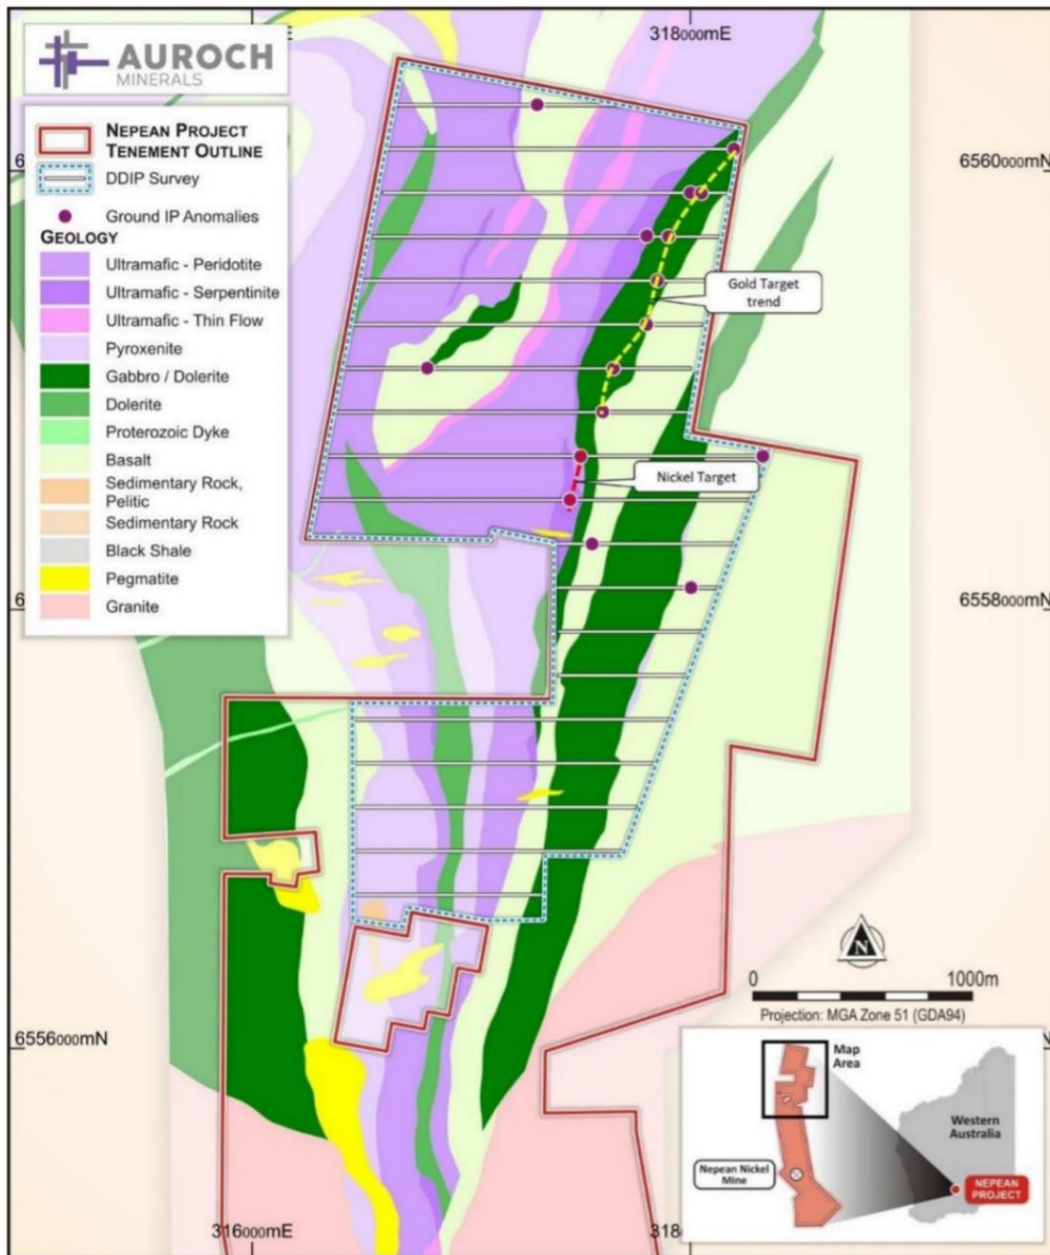 318000mE
E
AUROCH
MINERALS
NEPEAN PROJECT
TENEMENT OUTLINE
DDIP Survey
Ground IP Anomalies
GEOLOGY
Ultramafic - Peridotite
Ultramafic - Serpentinite
Ultramafic - Thin Flow
Pyroxenite
Gabbro / Dolerite
Dolerite
Proterozoic Dyke
Basalt
Sedimentary Rock,
Pelitic
Sedimentary Rock
Black Shale
Pegmatite
Granite
6
6560000mN
Gold Target
trend
Nickel Target
6
6558000mN
N
0 1000m
Projection: MGA Zone 51 (GDA94)
6556000mN
N
Map
Area
Western
Australia
Nepean Nickel
Mine
NEPEAN
PROJECT
316000mE
318